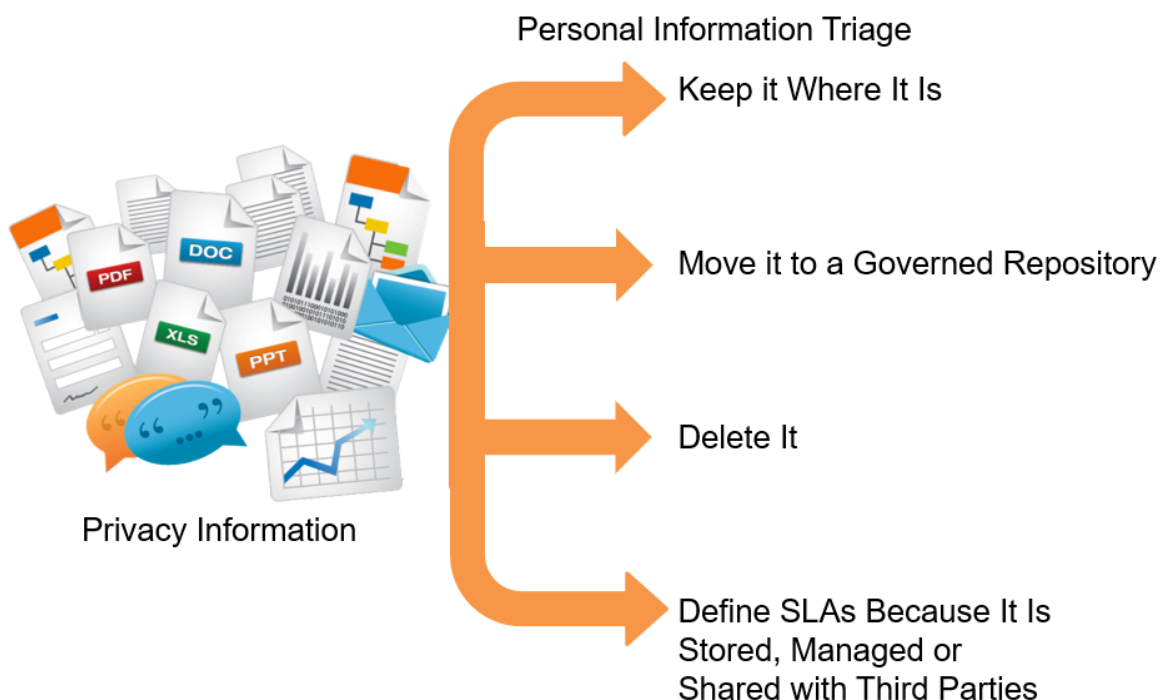 Personal Information Triage
Keep it Where It Is
Move it to a Governed Repository
Delete It
Define SLAs Because It Is
Stored, Managed or
Shared with Third Parties
PDF
DOC
XLS
PPT
Privacy Information